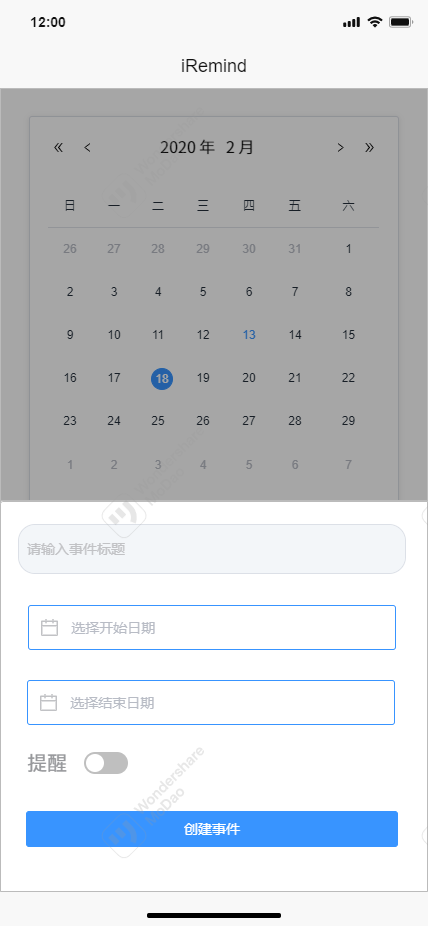 12:00
iRemind
« < 2020 年 2 月 > »
日 一 二 三 四 五 六
26 27 28 29 30 31 1
2 3 4 5 6 7 8
9 10 11 12 13 14 15
16 17 18 19 20 21 22
23 24 25 26 27 28 29
1 2 3 4 5 6 7
请输入事件标题
选择开始日期
选择结束日期
提醒
Wondershare
MoDao
创建事件